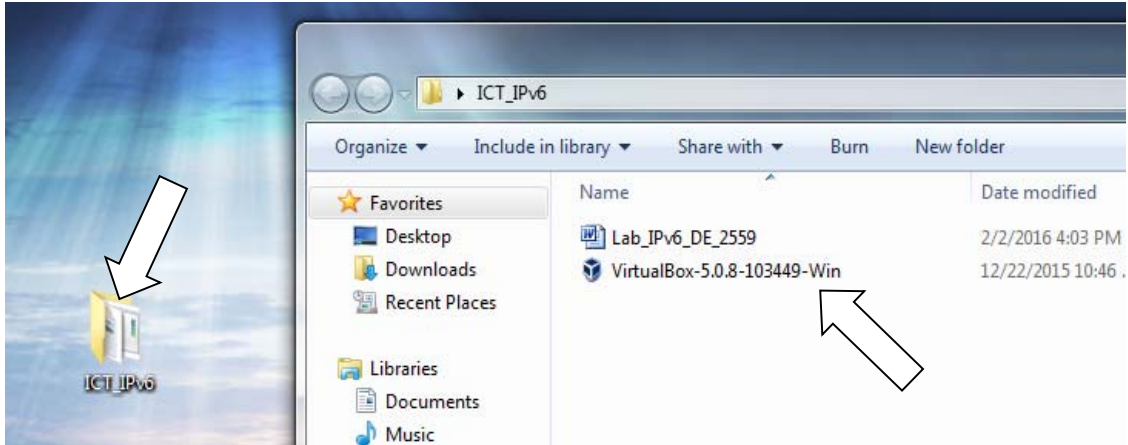 ICT_IPv6
ICT_IPv6
Organize Include in library Share with Burn New folder
Favorites
Desktop
Downloads
Recent Places
Libraries
Documents
Music
Name Date modified
Lab_IPv6_DE_2559 2/2/2016 4:03 PM
VirtualBox-5.0.8-103449-Win 12/22/2015 10:46 .